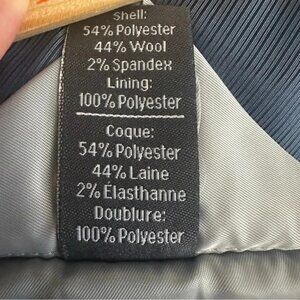 Shell:
54% Polyester
44% Wool
2% Spandex
Lining:
100% Polyester
Coque:
54% Polyester
44% Laine
2% Élasthanne
Doublure:
100% Polyester